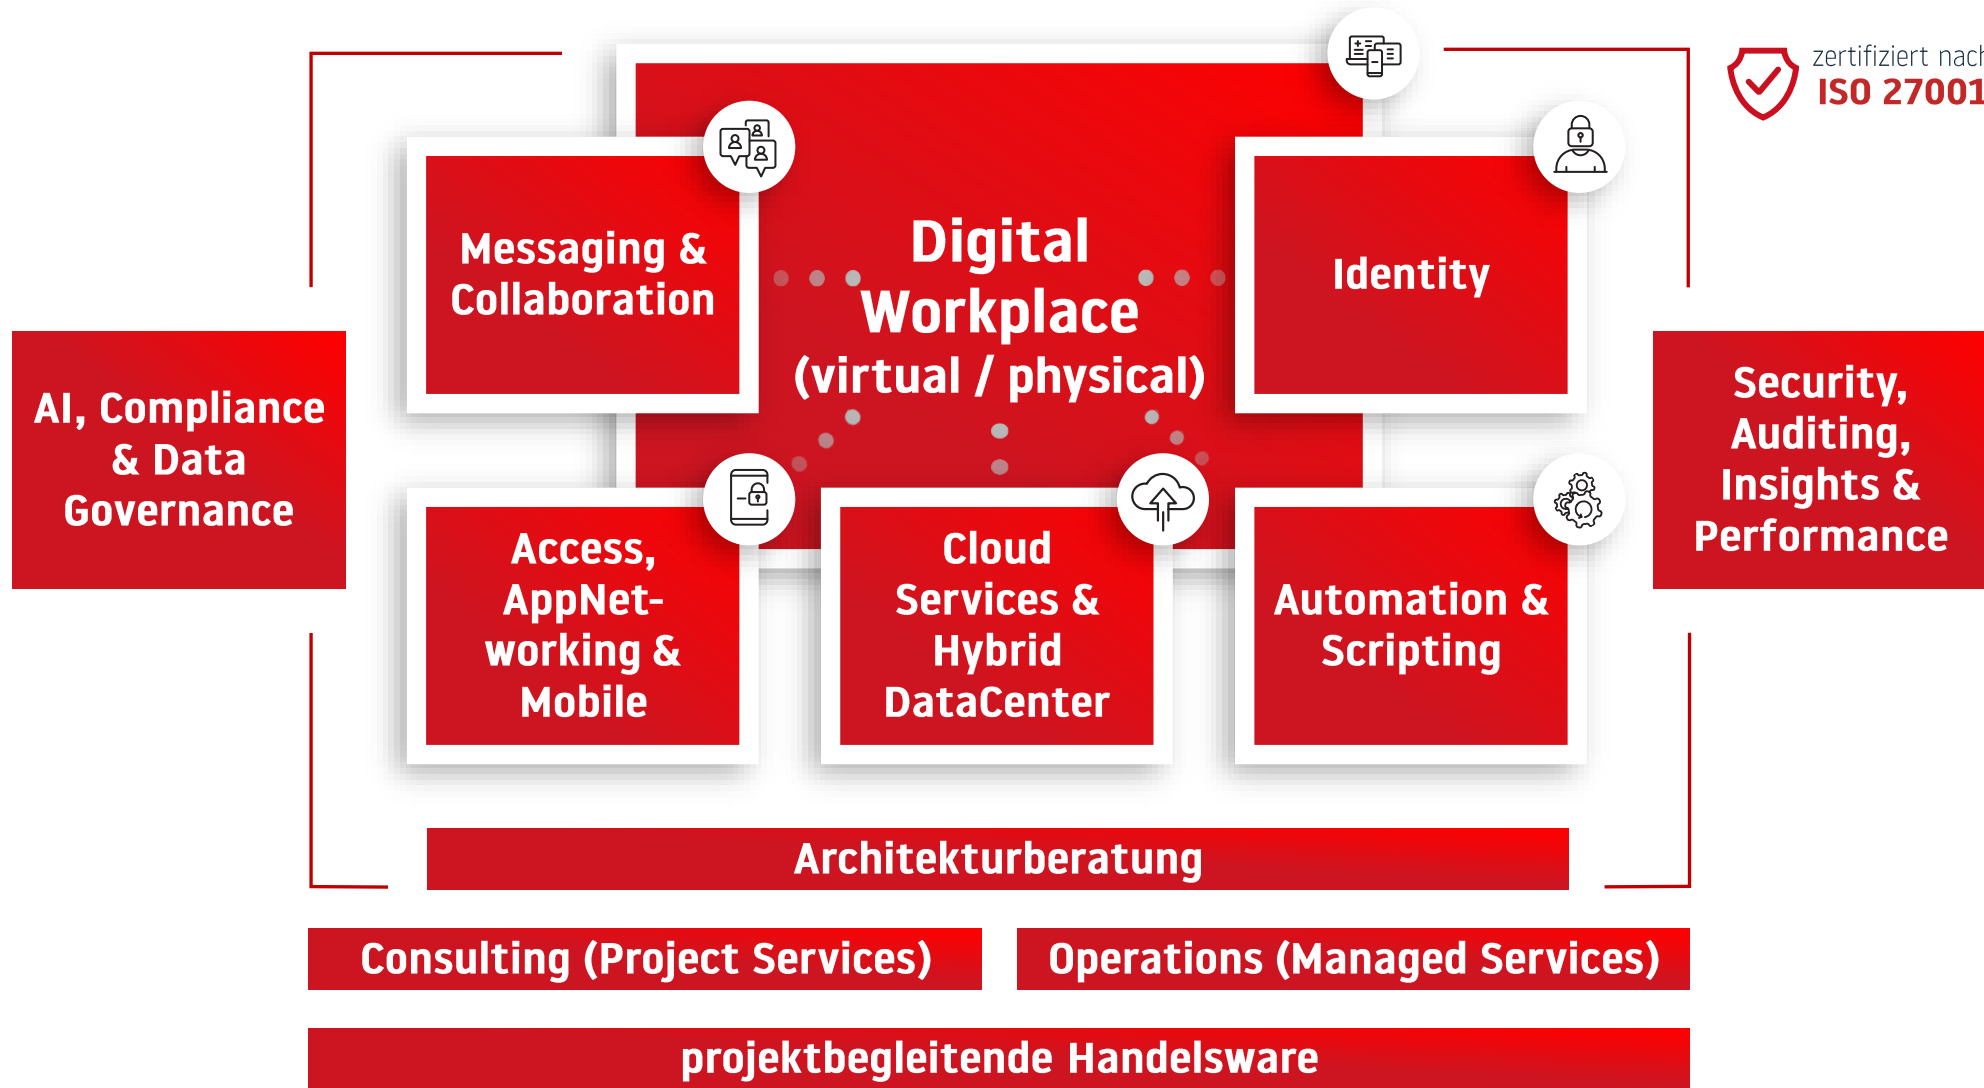 zertifiziert nach
ISO 27001
Digital
Workplace
(virtual / physical)
Messaging &
Collaboration
Identity
AI, Compliance
& Data
Governance
Security,
Auditing,
Insights &
Performance
Access,
AppNet-
working &
Mobile
Cloud
Services &
Hybrid
DataCenter
Automation &
Scripting
Architekturberatung
Consulting (Project Services)
Operations (Managed Services)
projektbegleitende Handelsware